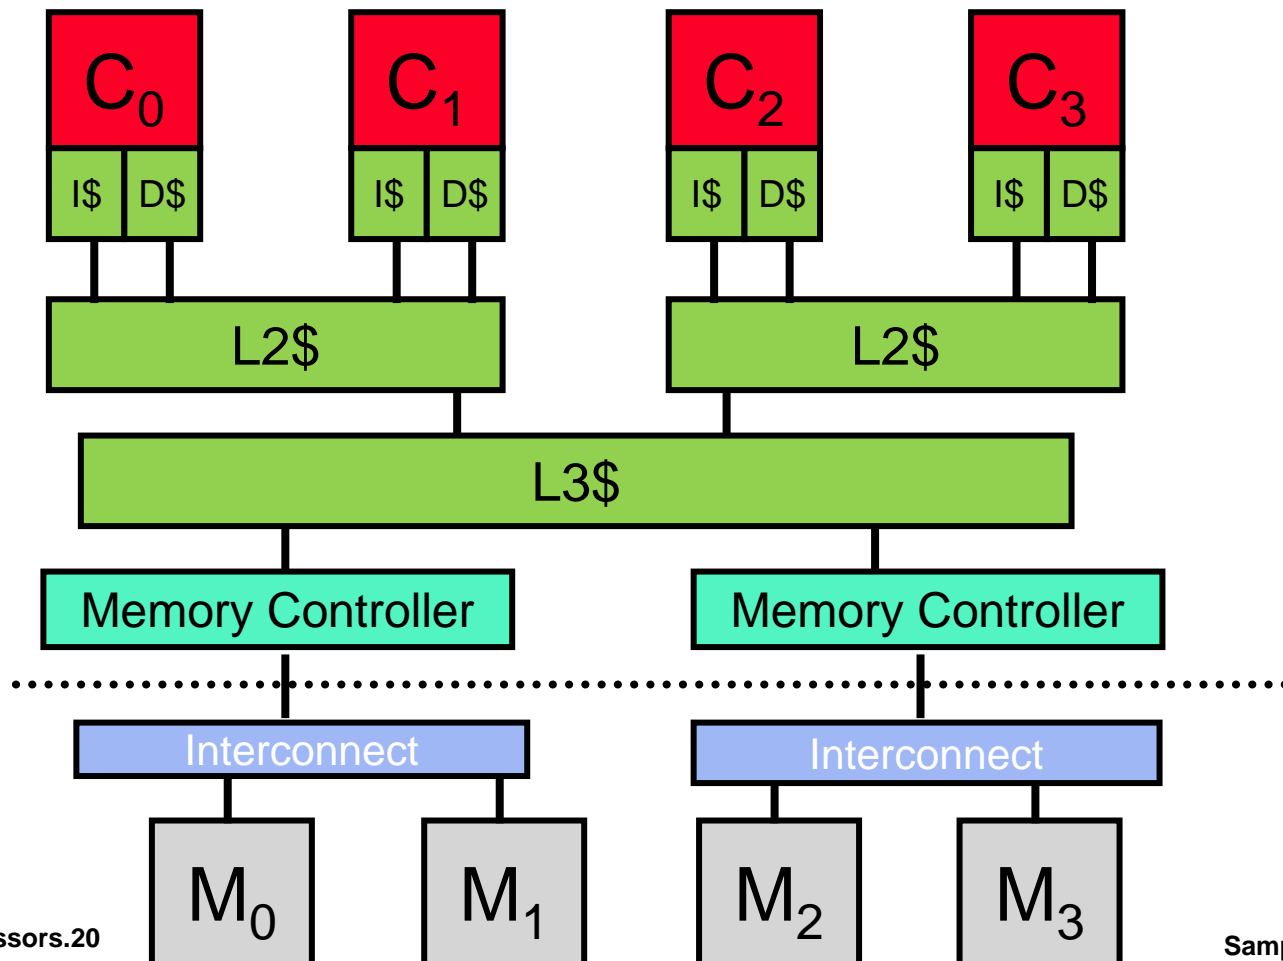 C0 C1 C2 C3
I$ D$ I$ D$ I$ D$ I$ D$
L2$ L2$
L3$
Memory Controller Memory Controller
Interconnect Interconnect
M0 M1 M2 M3
ssors.20 Samp